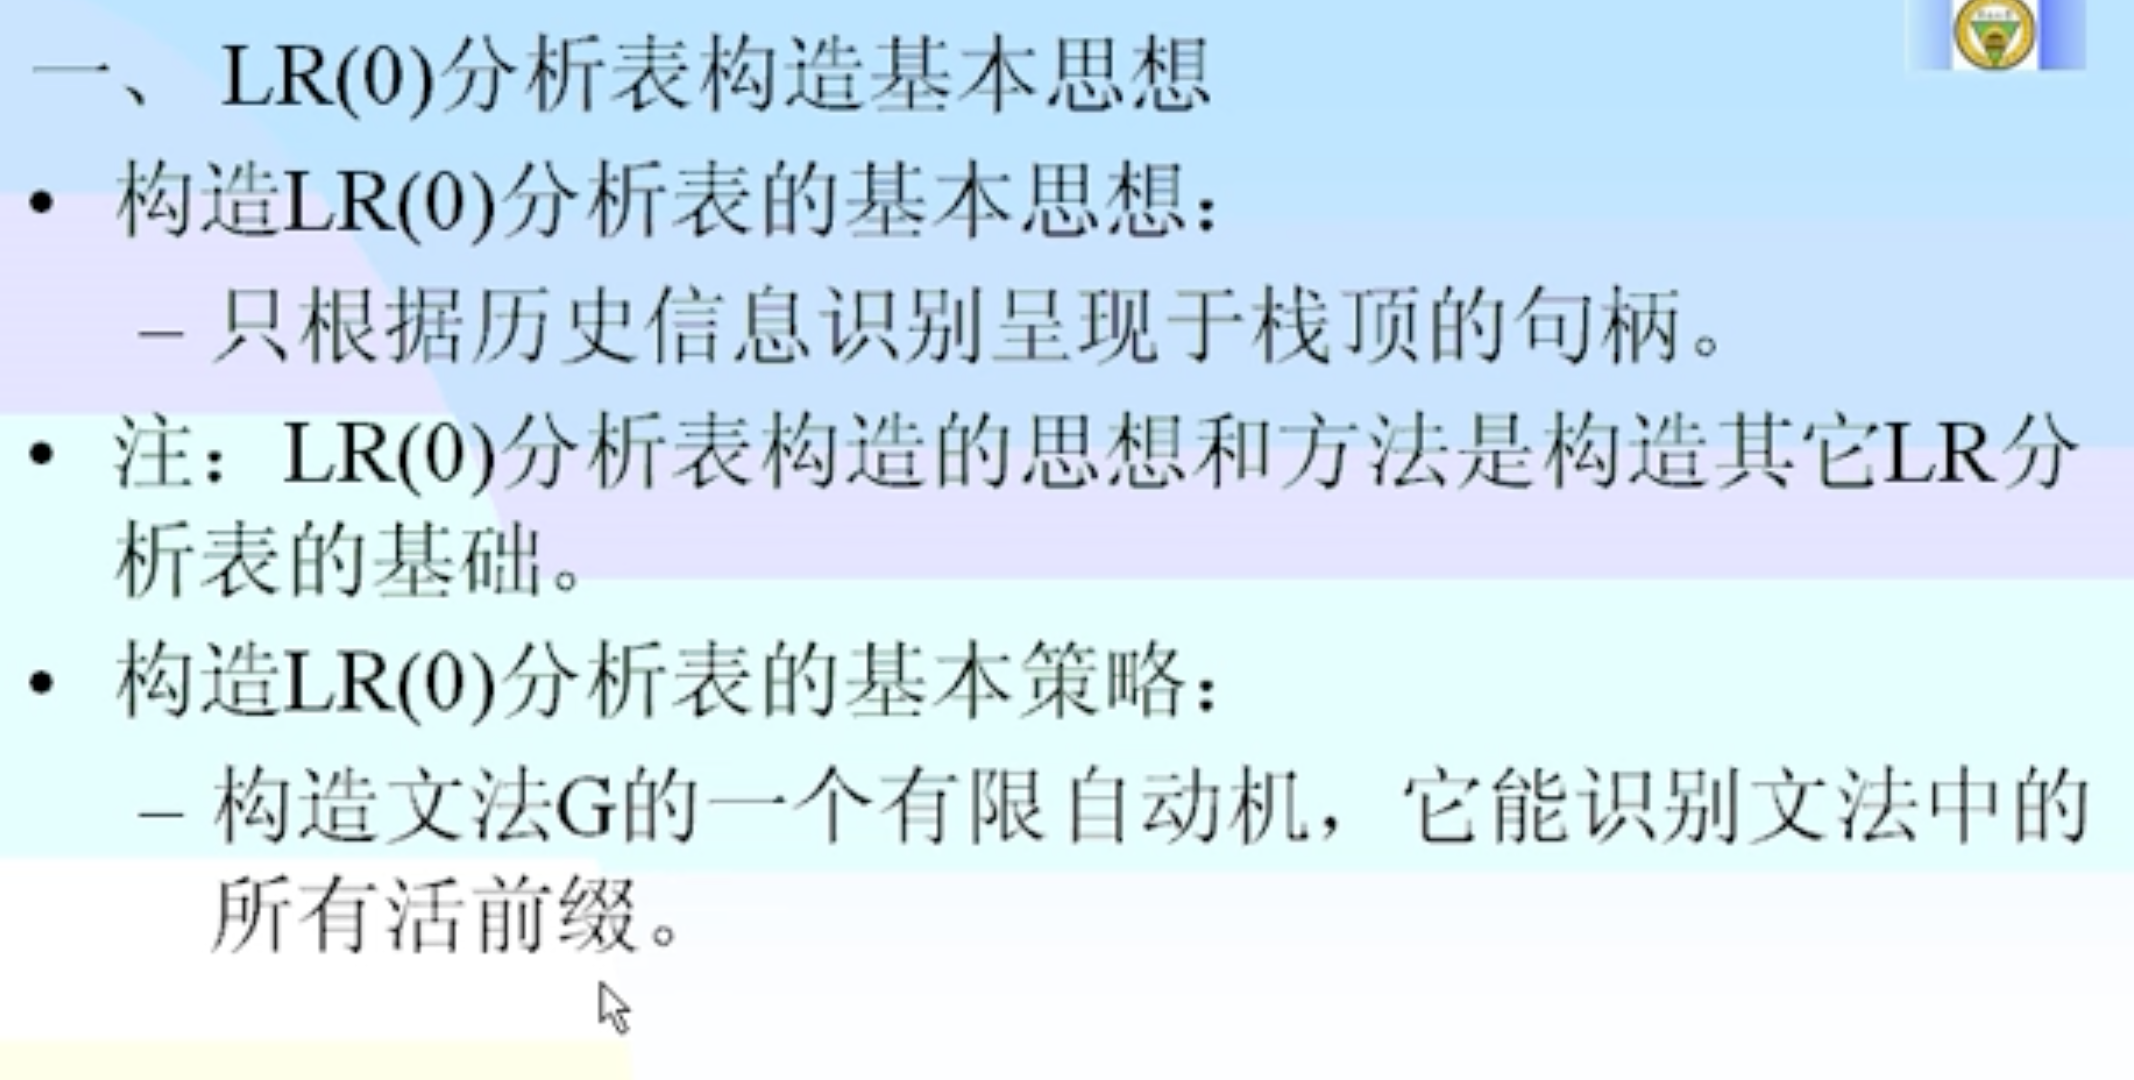 一、 LR(0)分析表构造基本思想
• 构造LR(0)分析表的基本思想：
– 只根据历史信息识别呈现于栈顶的句柄。
• 注：LR(0)分析表构造的思想和方法是构造其它LR分
析表的基础。
• 构造LR(0)分析表的基本策略：
– 构造文法G的一个有限自动机，它能识别文法中的
所有活前缀。